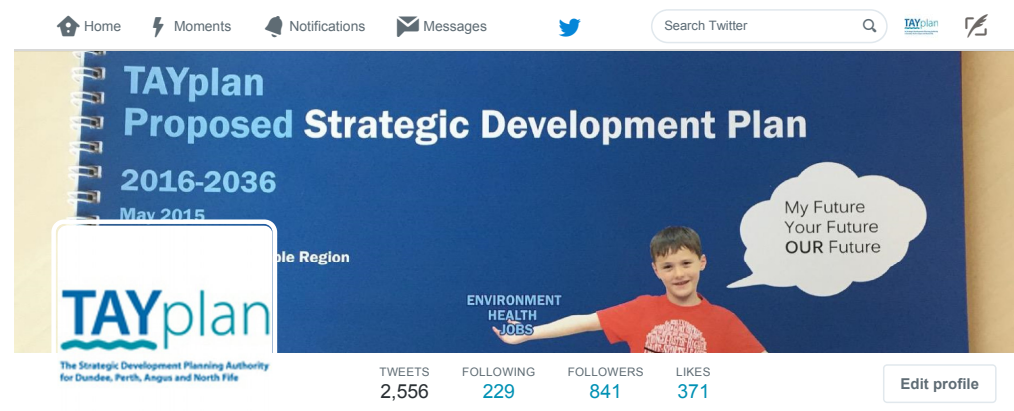 Home Moments Notifications Messages Search Twitter TAYplan
TAYplan
Proposed Strategic Development Plan
2016-2036
May 2015
ble Region
My Future
Your Future
OUR Future
ENVIRONMENT
HEALTH
JOBS
TAYplan
The Strategic Development Planning Authority
for Dundee, Perth, Angus and North Fife
TWEETS FOLLOWING FOLLOWERS LIKES
2,556 229 841 371
Edit profile